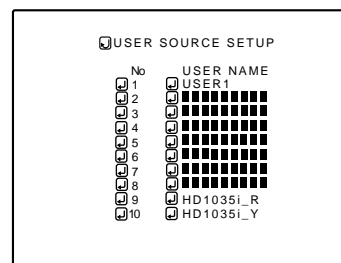 USER SOURCE SETUP
No USER NAME
1 USER1
2
3
4
5
6
7
8
9 HD1035i_R
10 HD1035i_Y